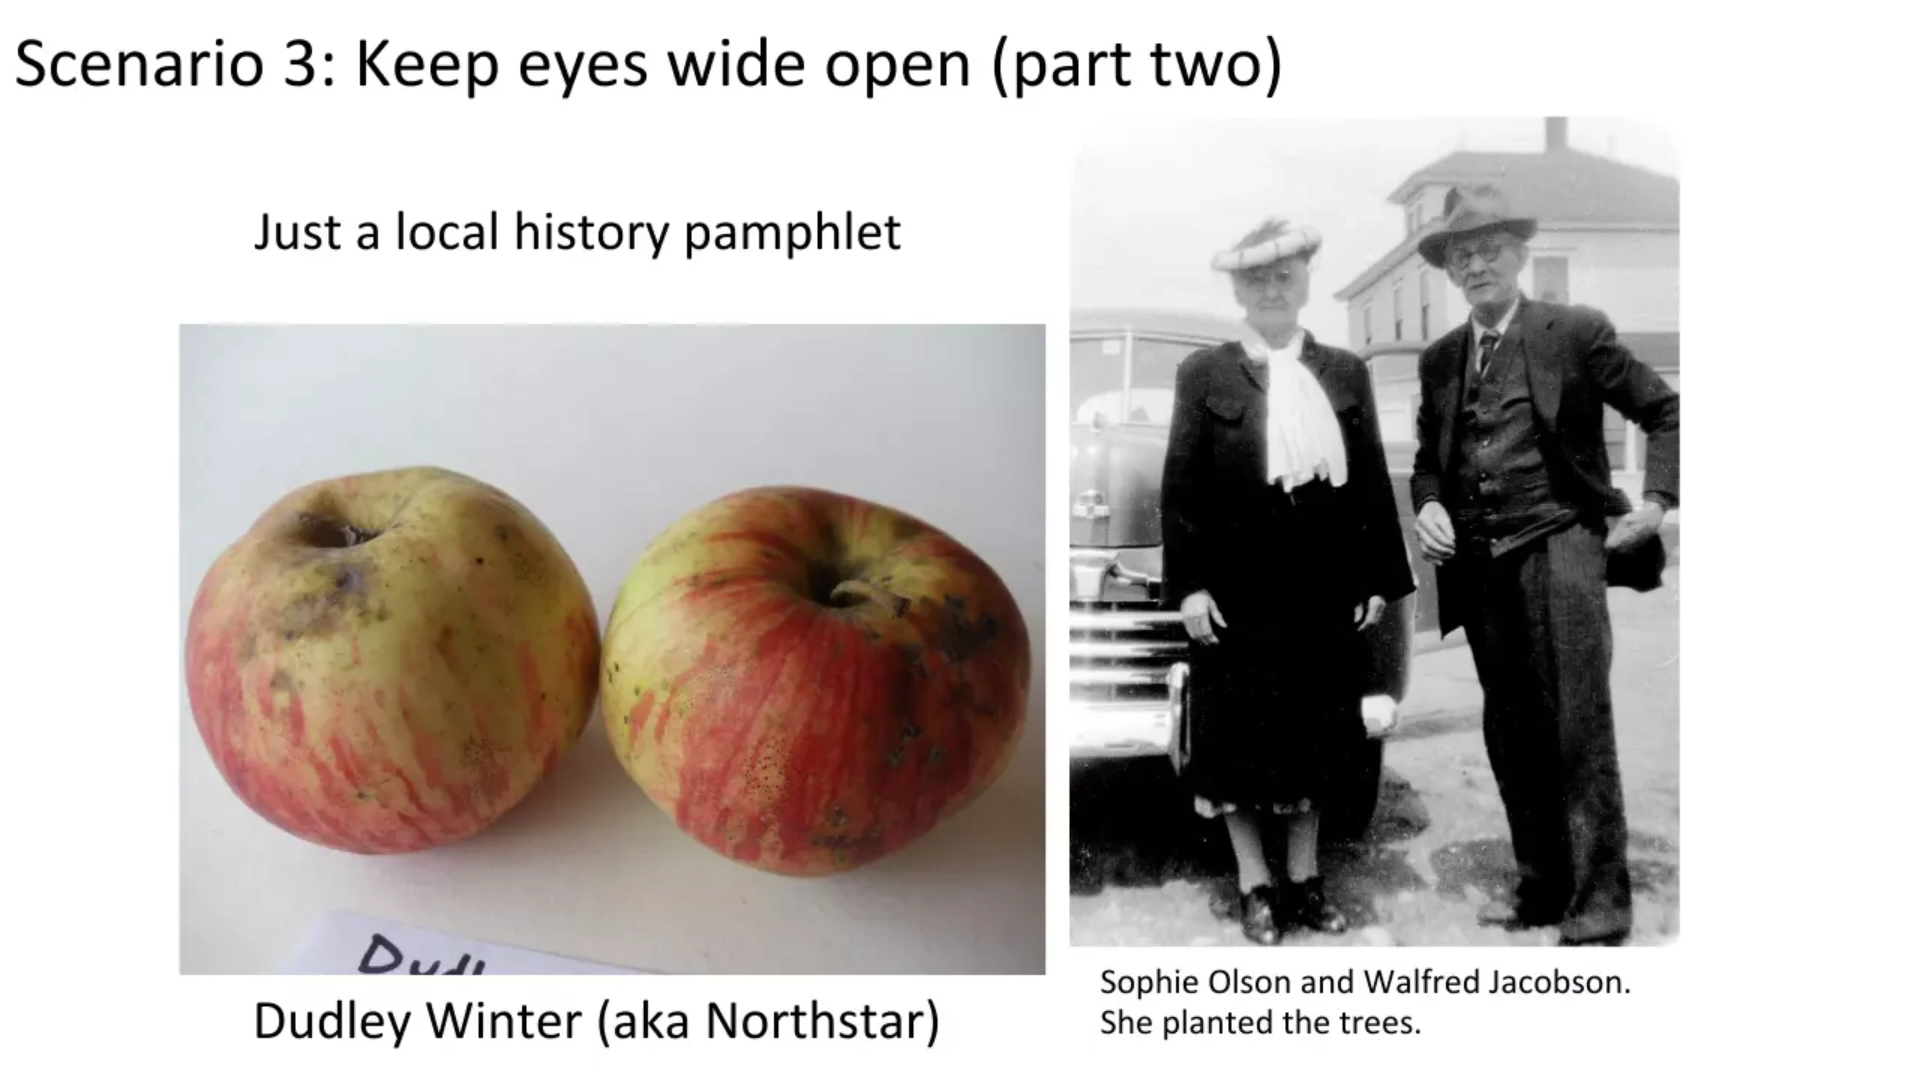 Scenario 3: Keep eyes wide open (part two)
Just a local history pamphlet
Dudley Winter (aka Northstar)
Sophie Olson and Walfred Jacobson.
She planted the trees.